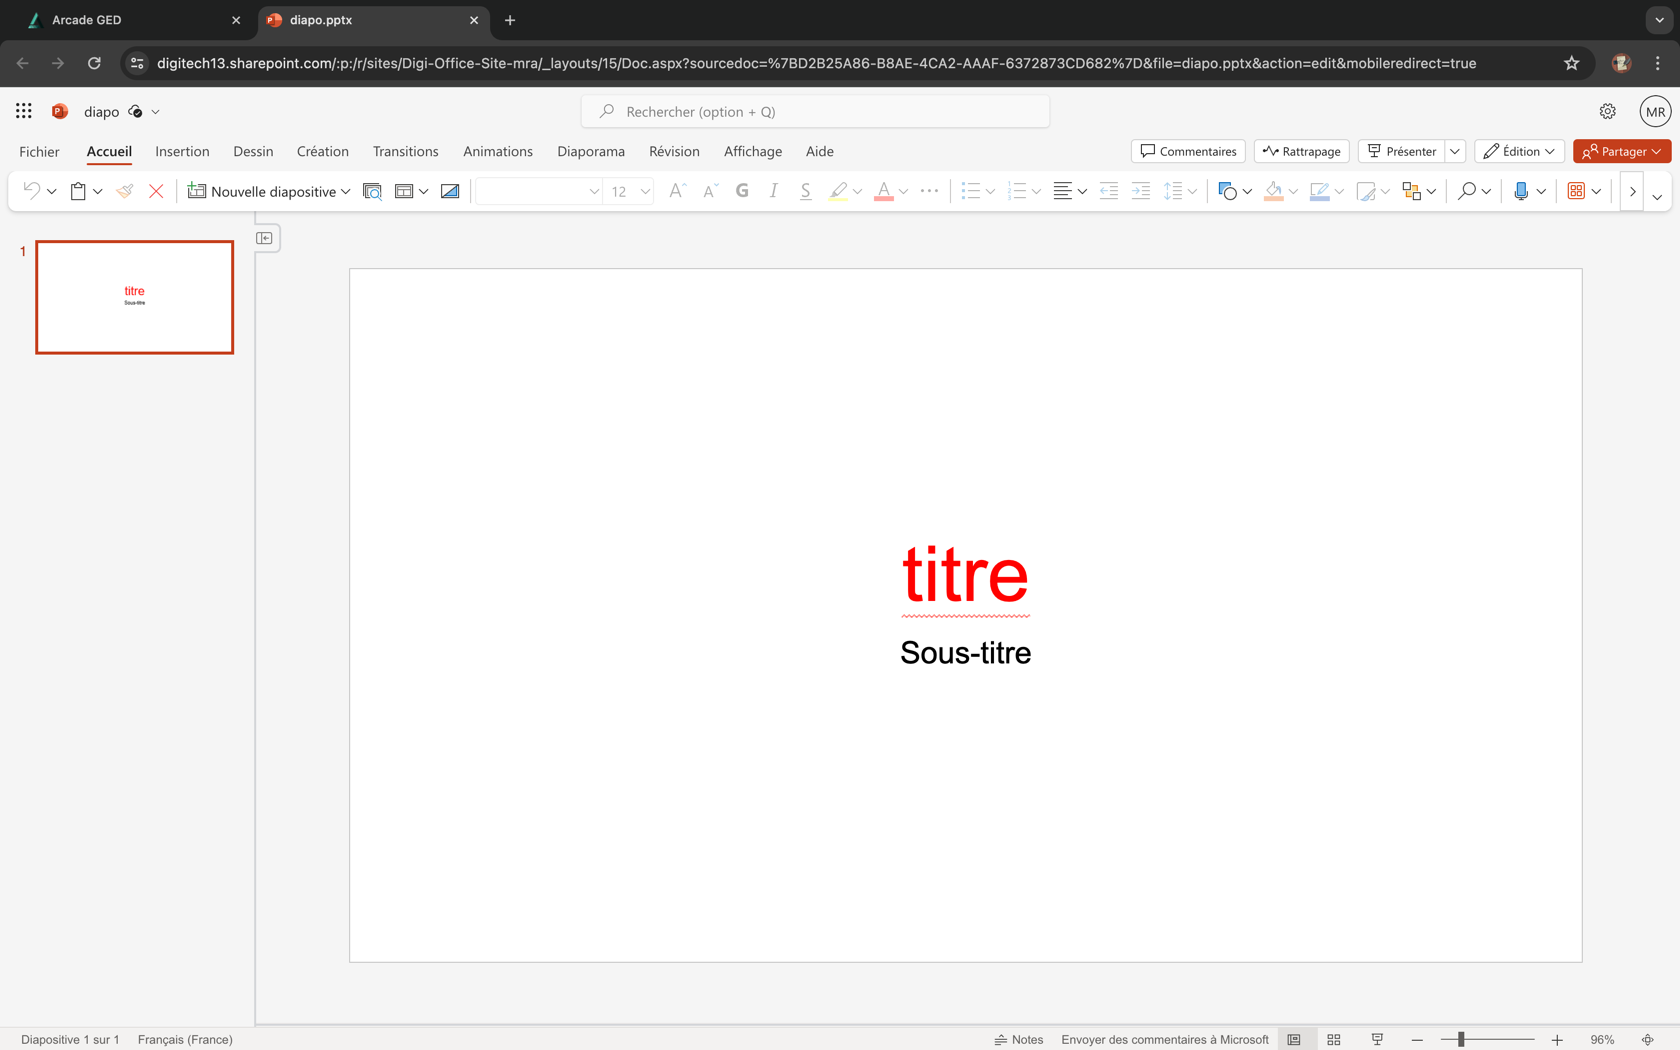 Arcade GED
diapo.pptx
digitech13.sharepoint.com/:p:/r/sites/Digi-Office-Site-mra/_layouts/15/Doc.aspx?sourcedoc=%7BD2B25A86-B8AE-4CA2-AAAF-6372873CD682%7D&file=diapo.pptx&action=edit&mobileredirect=true
diapo
Rechercher (option + Q)
MR
Fichier Accueil Insertion Dessin Création Transitions Animations Diaporama Révision Affichage Aide
Commentaires Rattrapage Présenter Édition Partager
Nouvelle diapositive 12 G I S
1
titre
Sous-titre
titre
Sous-titre
Diapositive 1 sur 1 Français (France) Notes Envoyer des commentaires à Microsoft 96%